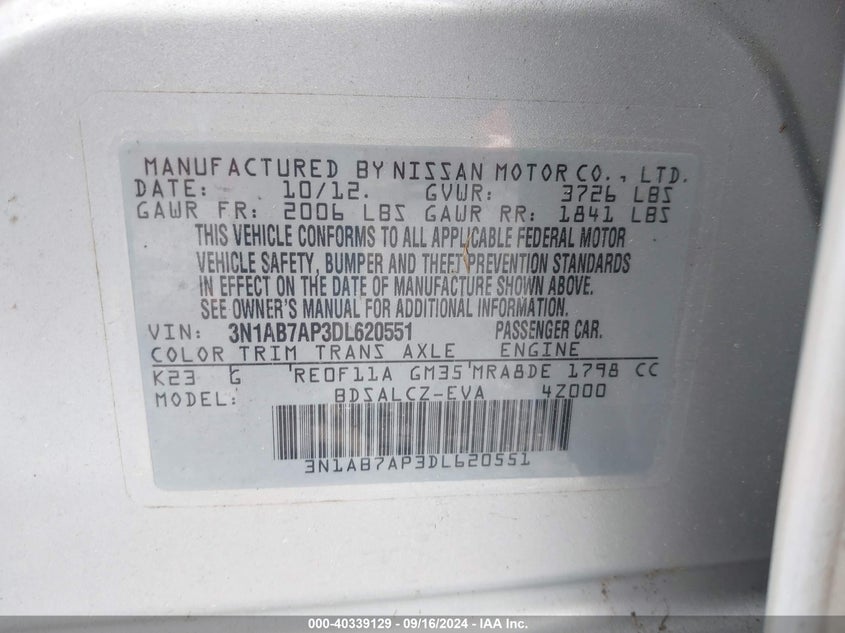 MANUFACTURED BY NISSAN MOTOR CO., LTD.
DATE: 10/12. GVWR: 3726 LBS
GAWR FR: 2006 LBS GAWR RR: 1841 LBS
THIS VEHICLE CONFORMS TO ALL APPLICABLE FEDERAL MOTOR
VEHICLE SAFETY, BUMPER AND THEFT PREVENTION STANDARDS
IN EFFECT ON THE DATE OF MANUFACTURE SHOWN ABOVE.
SEE OWNER'S MANUAL FOR ADDITIONAL INFORMATION.
VIN: 3N1AB7AP3DL620551 PASSENGER CAR.
COLOR TRIM TRANS AXLE ENGINE
K23 G RE0F11A GM35 MRA8DE 1798 CC
MODEL: BDSALCZ-EVA 4Z000
3N1AB7AP3DL620551
000-40339129 - 09/16/2024 - IAA Inc.